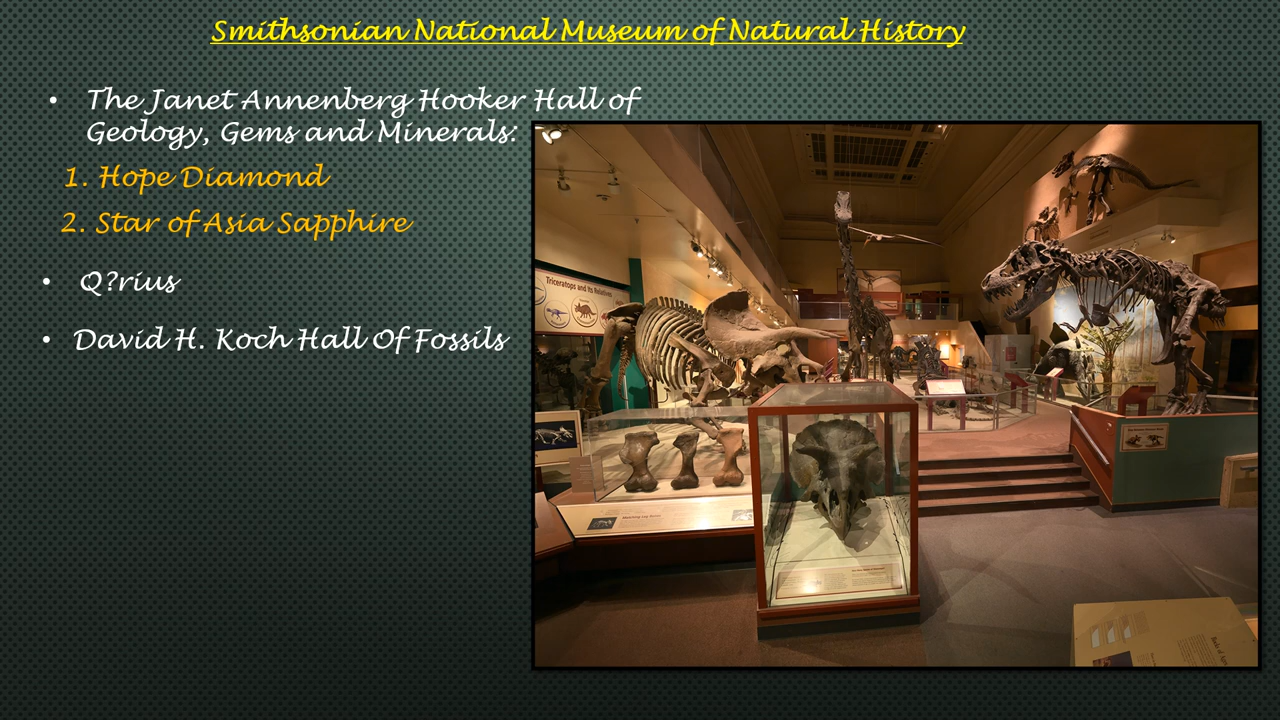 Smithsonian National Museum of Natural History
• The Janet Annenberg Hooker Hall of
Geology, Gems and Minerals:
1. Hope Diamond
2. Star of Asia Sapphire
• Q?rius
• David H. Koch Hall Of Fossils
Triceratops and Its Relatives